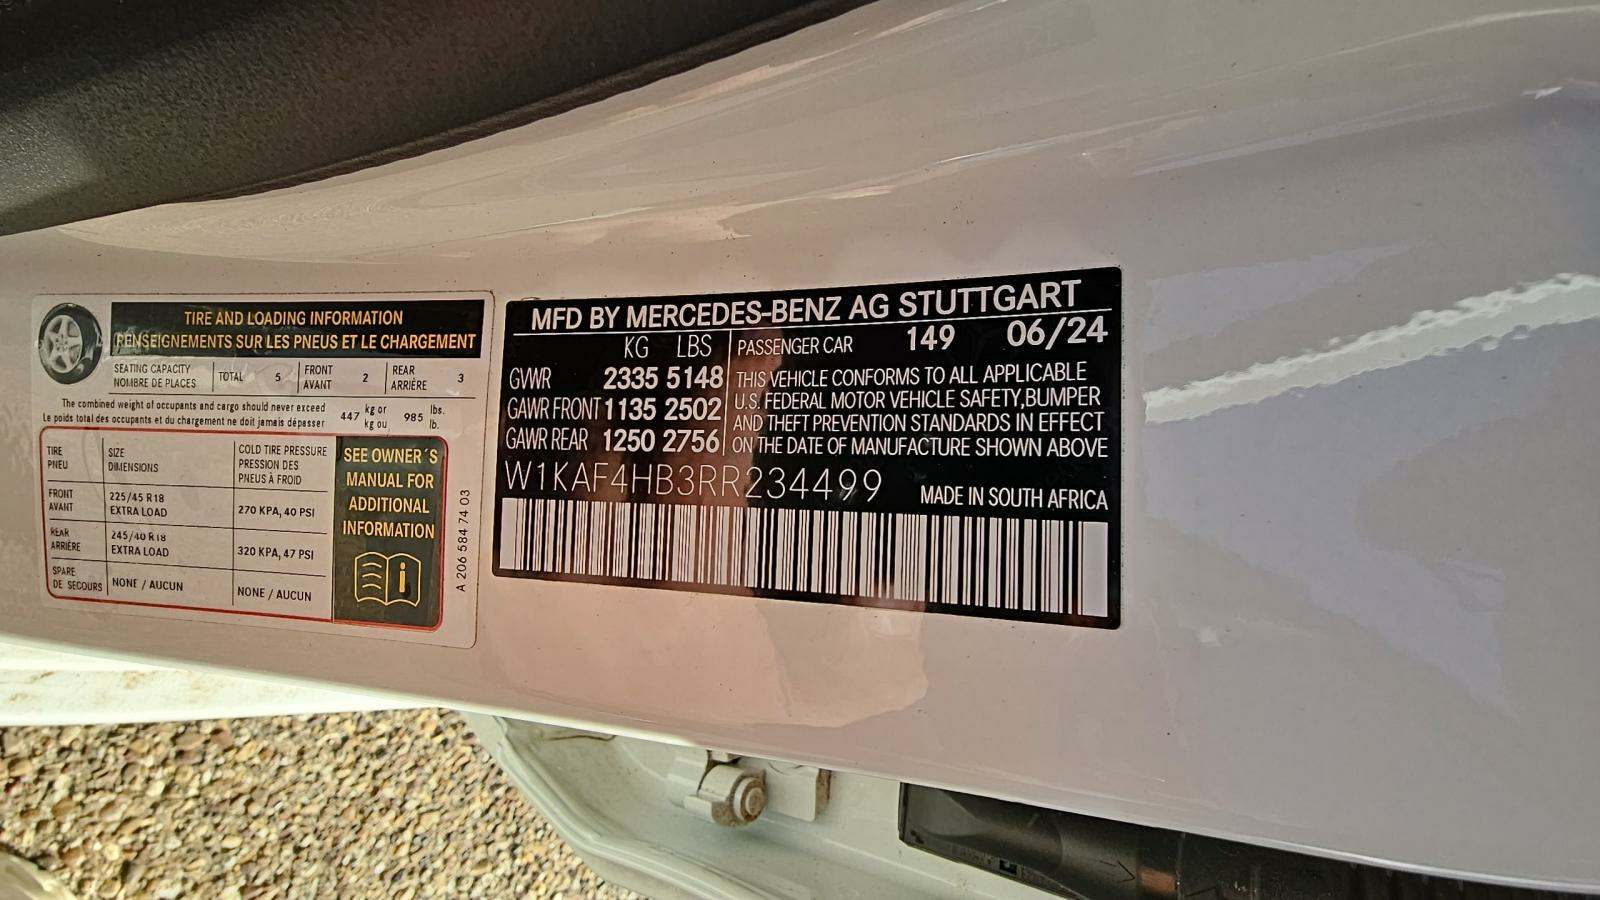 TIRE AND LOADING INFORMATION
RENSEIGNEMENTS SUR LES PNEUS ET LE CHARGEMENT
SEATING CAPACITY
NOMBRE DE PLACES
TOTAL 5
FRONT
AVANT
2
REAR
ARRIÈRE
3
The combined weight of occupants and cargo should never exceed
Le poids total des occupants et du chargement ne doit jamais dépasser
447 kg or
kg ou
985 lbs.
lb.
TIRE
PNEU
SIZE
DIMENSIONS
COLD TIRE PRESSURE
PRESSION DES
PNEUS À FROID
FRONT
AVANT
225/45 R18
EXTRA LOAD
270 KPA, 40 PSI
REAR
ARRIÈRE
245/40 R18
EXTRA LOAD
320 KPA, 47 PSI
SPARE
DE SECOURS
NONE / AUCUN
NONE / AUCUN
SEE OWNER´S
MANUAL FOR
ADDITIONAL
INFORMATION
A 206 584 74 03
MFD BY MERCEDES-BENZ AG STUTTGART
KG LBS
GVWR 2335 5148
GAWR FRONT 1135 2502
GAWR REAR 1250 2756
PASSENGER CAR 149 06/24
THIS VEHICLE CONFORMS TO ALL APPLICABLE
U.S. FEDERAL MOTOR VEHICLE SAFETY,BUMPER
AND THEFT PREVENTION STANDARDS IN EFFECT
ON THE DATE OF MANUFACTURE SHOWN ABOVE
W1KAF4HB3RR234499
MADE IN SOUTH AFRICA